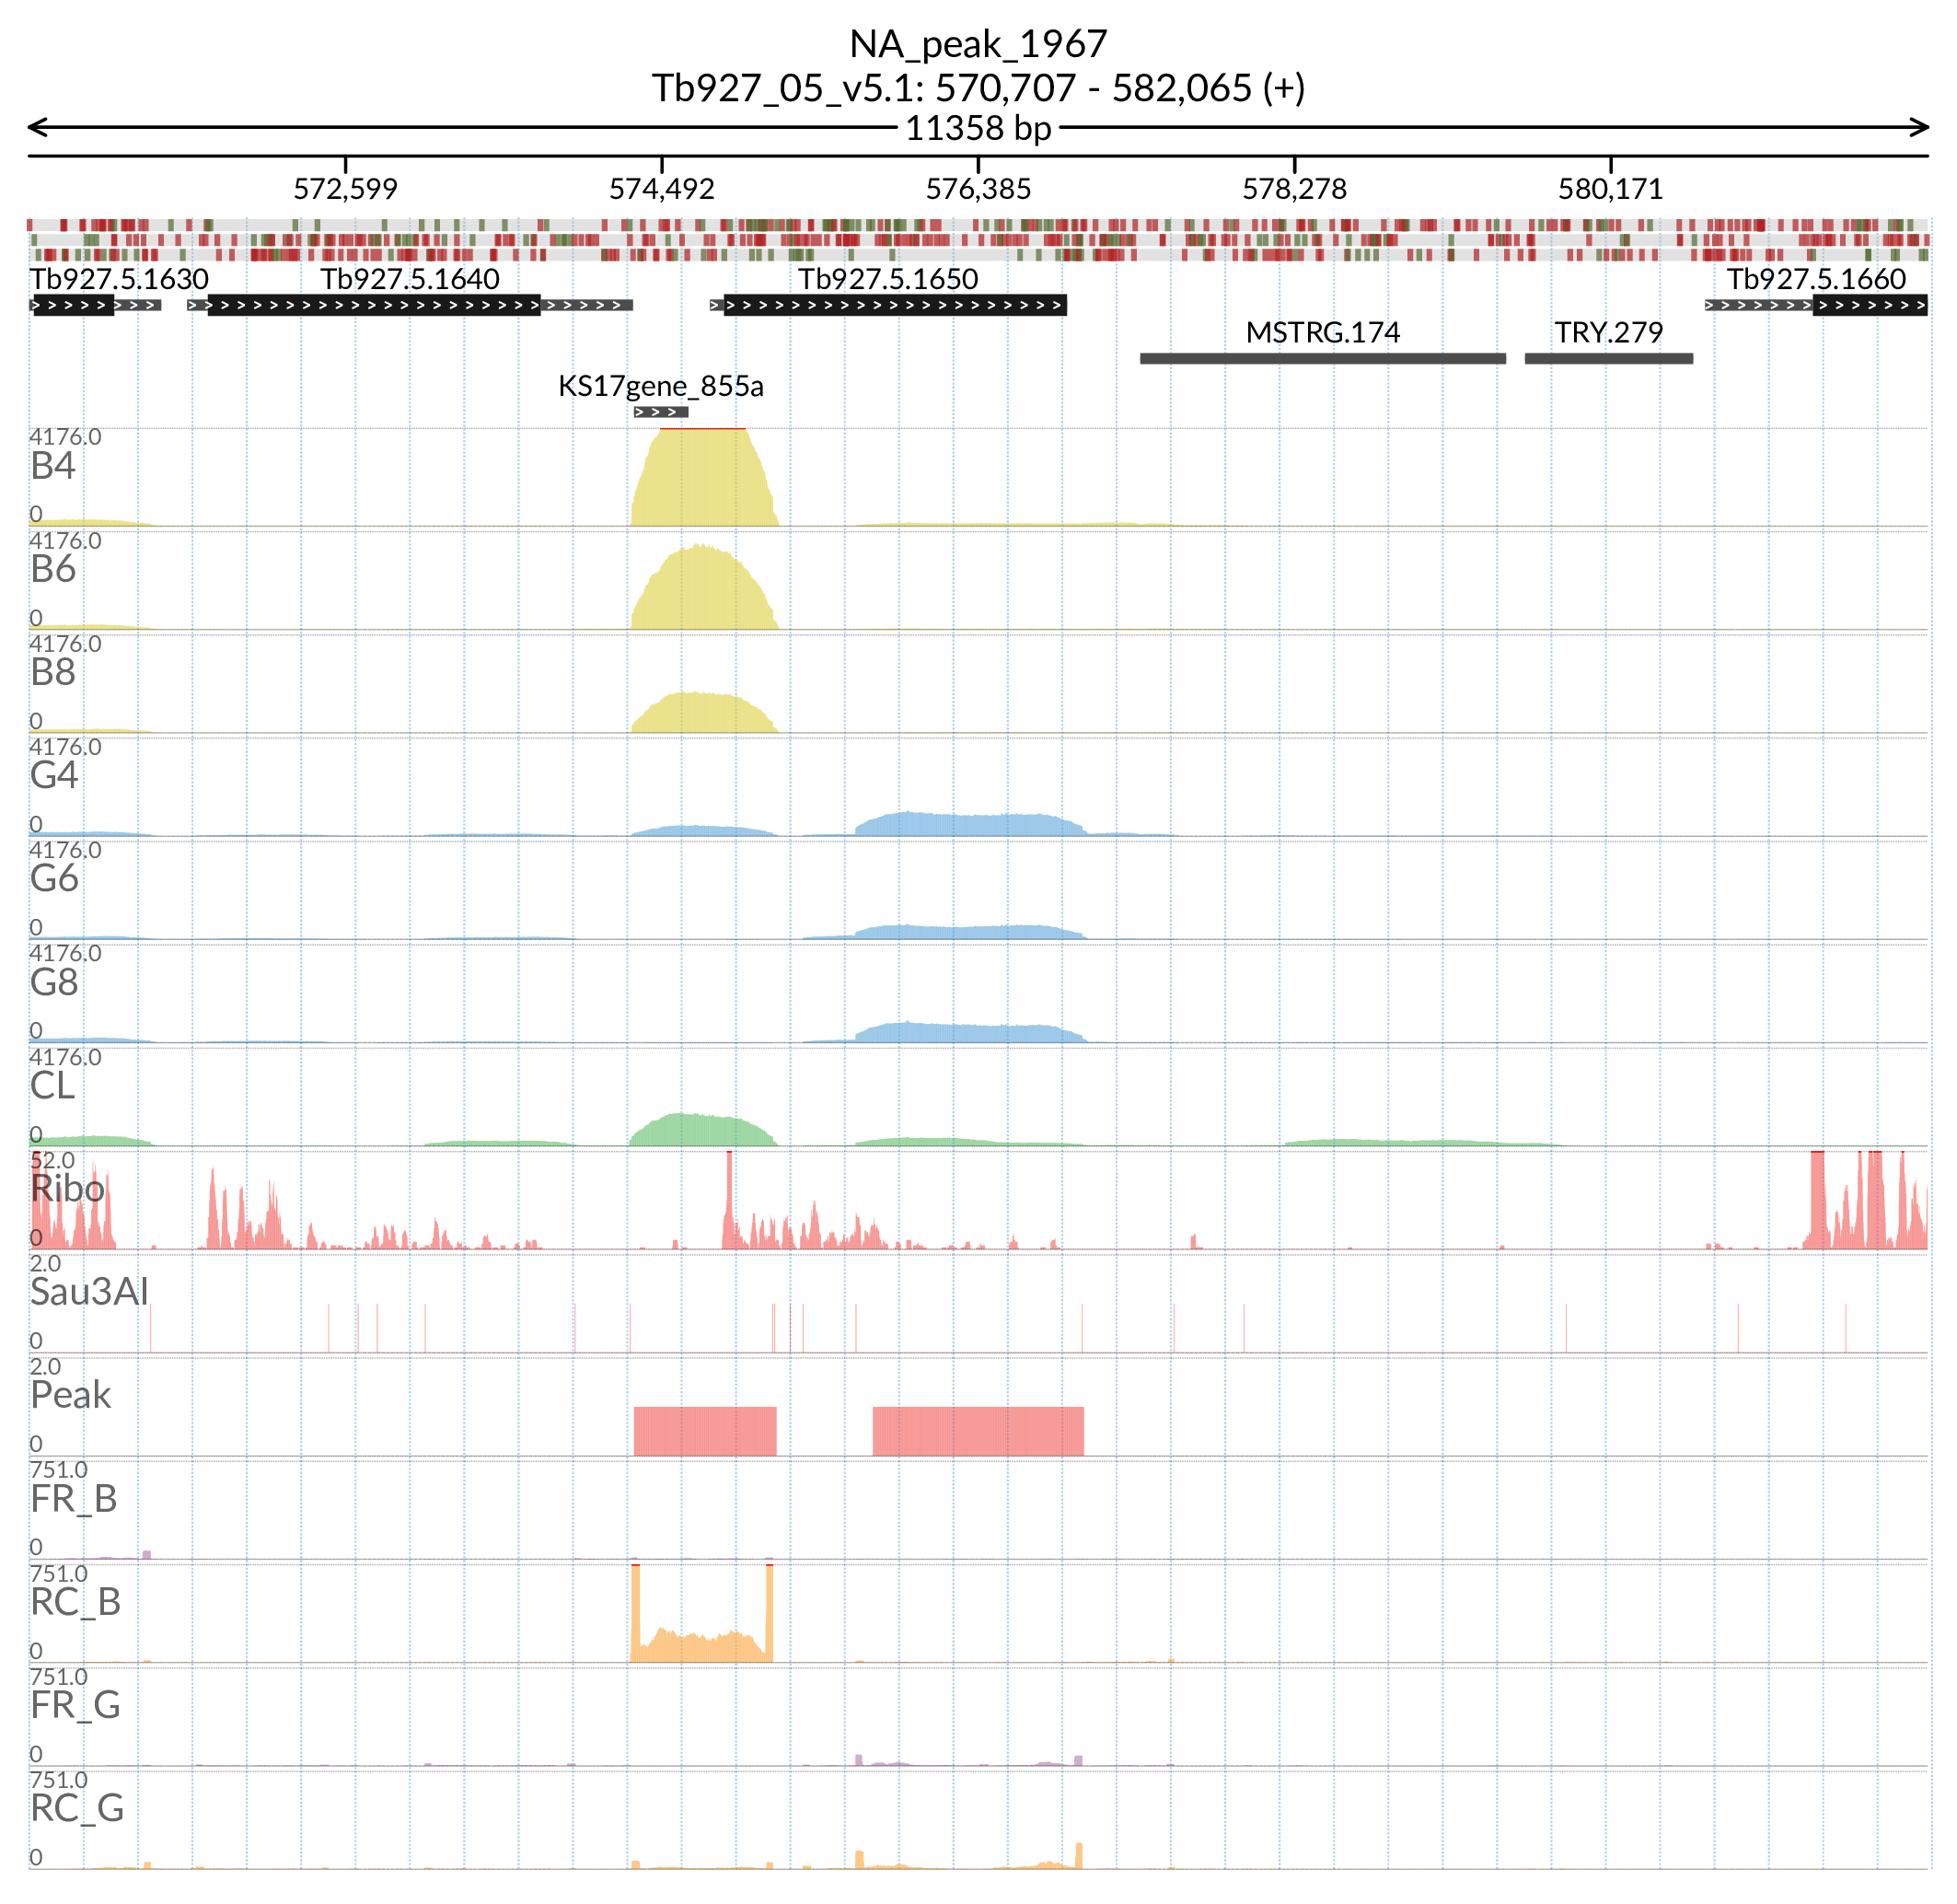 NA_peak_1967
Tb927_05_v5.1: 570,707 - 582,065 (+)
11358 bp
572,599 574,492 576,385 578,278 580,171
Tb927.5.1630 Tb927.5.1640 Tb927.5.1650 Tb927.5.1660
MSTRG.174 TRY.279
KS17gene_855a
4176.0
B4
0
4176.0
B6
0
4176.0
B8
0
4176.0
G4
0
4176.0
G6
0
4176.0
G8
0
4176.0
CL
0
52.0
Ribo
0
2.0
Sau3AI
0
2.0
Peak
0
751.0
FR_B
0
751.0
RC_B
0
751.0
FR_G
0
751.0
RC_G
0